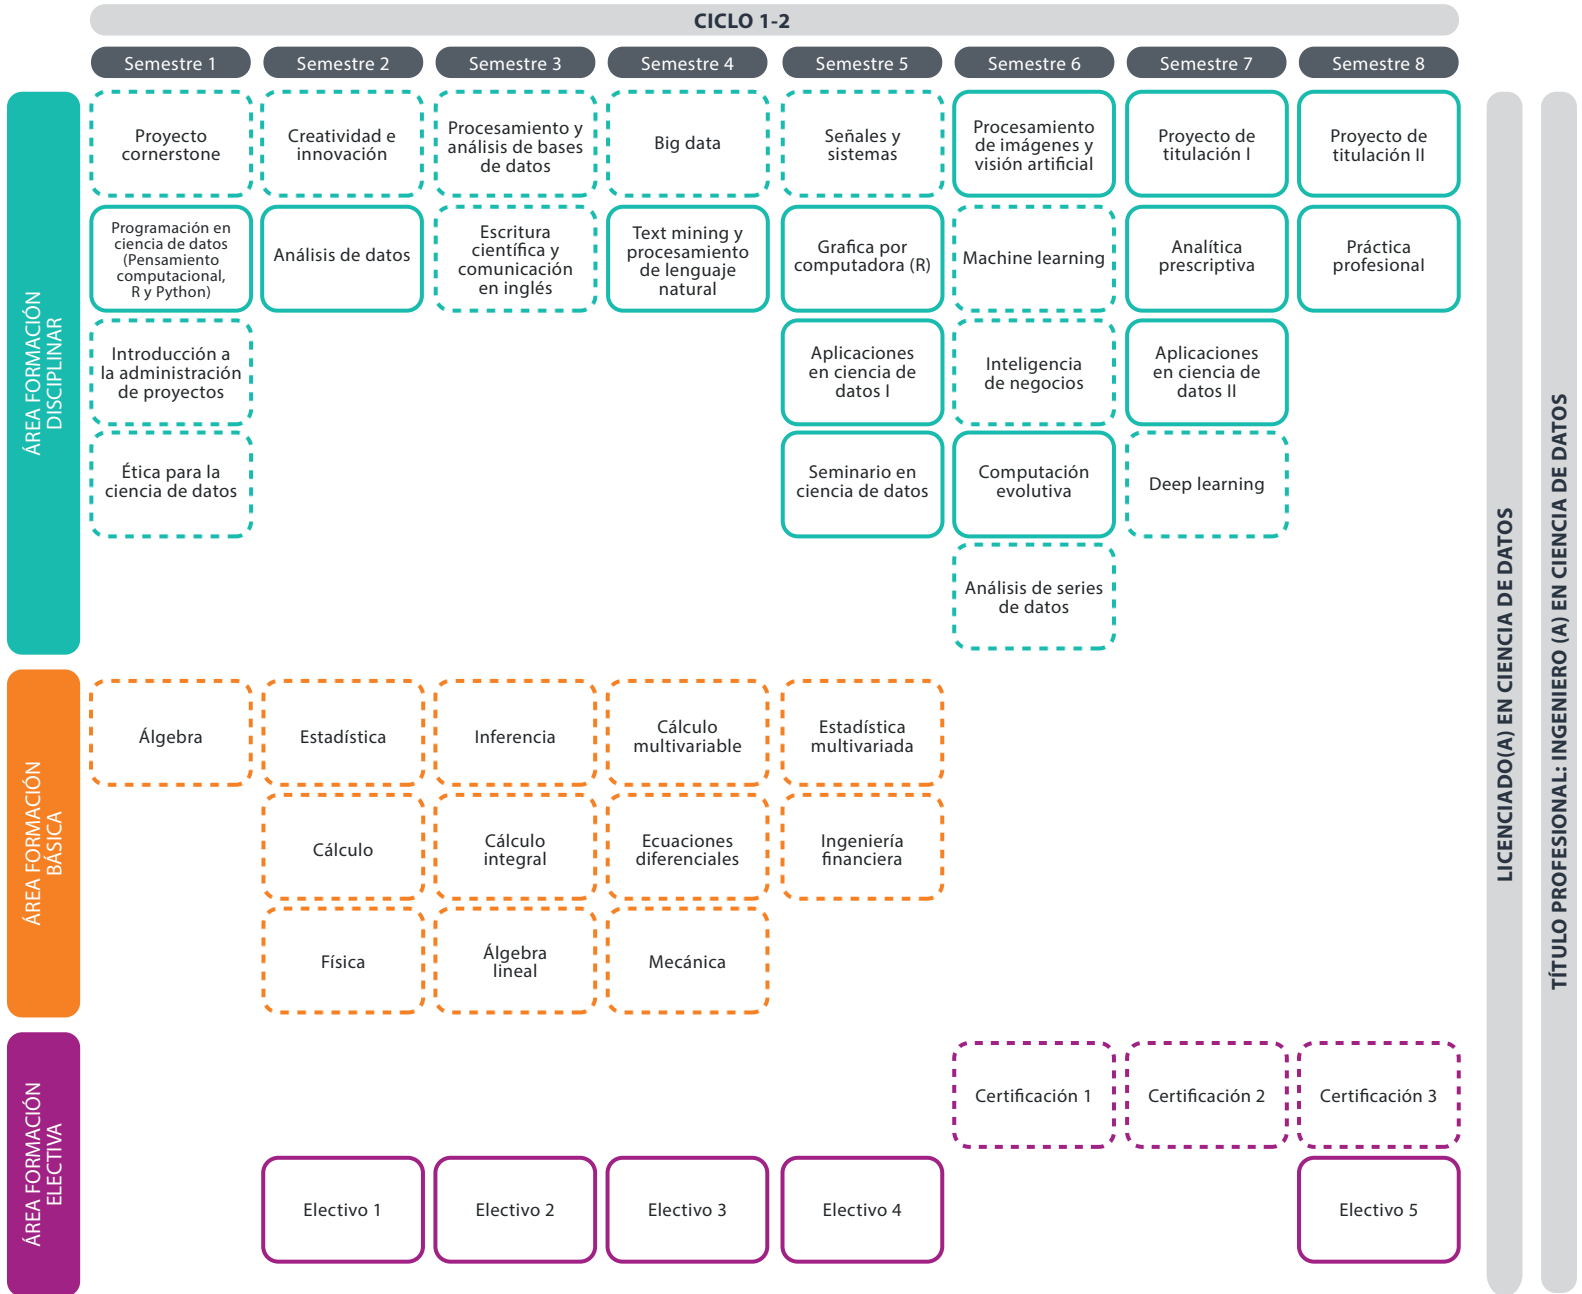 CICLO 1-2
Semestre 1
Semestre 2
Semestre 3
Semestre 4
Semestre 5
Semestre 6
Semestre 7
Semestre 8
ÁREA FORMACIÓN
DISCIPLINAR
Proyecto
cornerstone
Creatividad e
innovación
Procesamiento y
análisis de bases
de datos
Big data
Señales y
sistemas
Procesamiento
de imágenes y
visión artificial
Proyecto de
titulación I
Proyecto de
titulación II
Programación en
ciencia de datos
(Pensamiento
computacional,
R y Python)
Análisis de datos
Escritura
científica y
comunicación
en inglés
Text mining y
procesamiento
de lenguaje
natural
Grafica por
computadora (R)
Machine learning
Analítica
prescriptiva
Práctica
profesional
Introducción a
la administración
de proyectos
Aplicaciones
en ciencia de
datos I
Inteligencia
de negocios
Aplicaciones
en ciencia de
datos II
Ética para la
ciencia de datos
Seminario en
ciencia de datos
Computación
evolutiva
Deep learning
Análisis de series
de datos
ÁREA FORMACIÓN
BÁSICA
Álgebra
Estadística
Inferencia
Cálculo
multivariable
Estadística
multivariada
Cálculo
Cálculo
integral
Ecuaciones
diferenciales
Ingeniería
financiera
Física
Álgebra
lineal
Mecánica
ÁREA FORMACIÓN
ELECTIVA
Certificación 1
Certificación 2
Certificación 3
Electivo 1
Electivo 2
Electivo 3
Electivo 4
Electivo 5
LICENCIADO(A) EN CIENCIA DE DATOS
TÍTULO PROFESIONAL: INGENIERO (A) EN CIENCIA DE DATOS